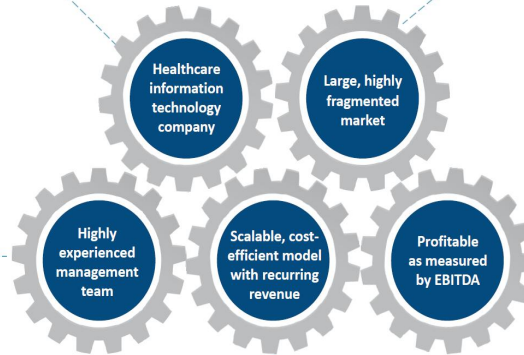 Healthcare
information
technology
company
Large, highly
fragmented
market
Highly
experienced
management
team
Scalable, cost-
efficient model
with recurring
revenue
Profitable
as measured
by EBITDA